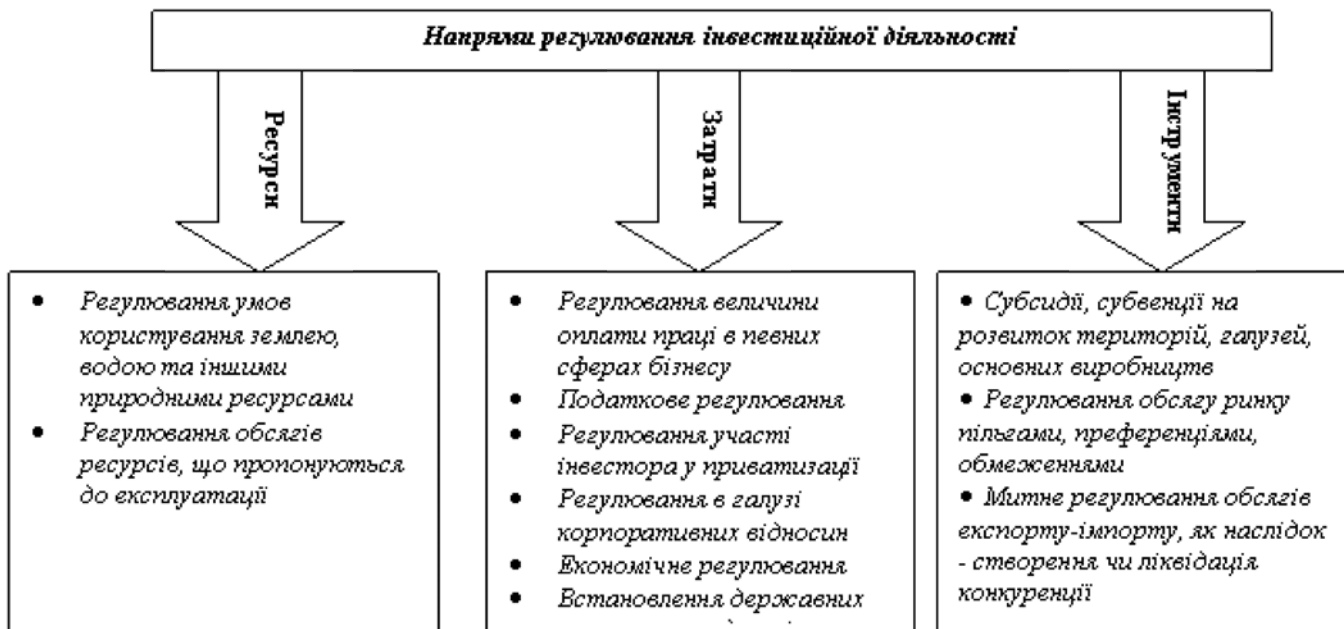 Напрями регулювання інвестиційної діяльності
Ресурси
Затрати
Інструменти
• Регулювання умов
користування землею,
водою та іншими
природними ресурсами
• Регулювання обсягів
ресурсів, що пропонуються
до експлуатації
• Регулювання величини
оплати праці в певних
сферах бізнесу
• Податкове регулювання
• Регулювання участі
інвестора у приватизації
• Регулювання в галузі
корпоративних відносин
• Економічне регулювання
• Встановлення державних
• Субсидії, субвенції на
розвиток територій, галузей,
основних виробництв
• Регулювання обсягу ринку
пільгами, преференціями,
обмеженнями
• Митне регулювання обсягів
експорту-імпорту, як наслідок
- створення чи ліквідація
конкуренції